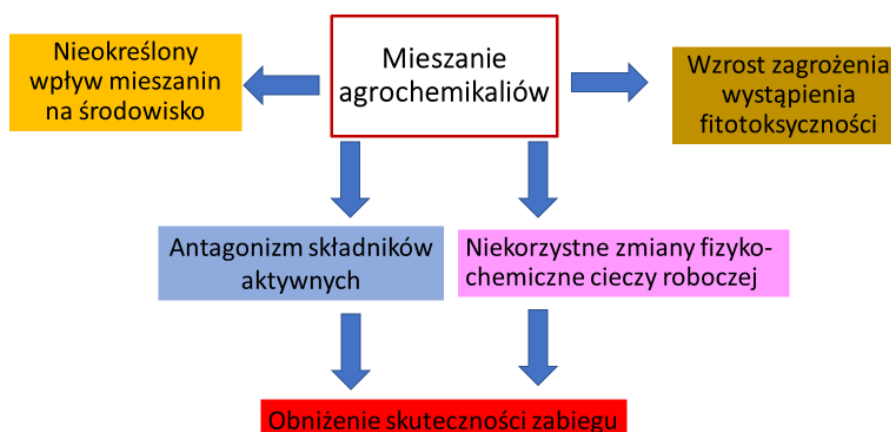 Nieokreślony
wpływ mieszanin
na środowisko
Mieszanie
agrochemikaliów
Wzrost zagrożenia
wystąpienia
fitotoksyczności
Antagonizm składników
aktywnych
Niekorzystne zmiany fizyko-
chemiczne cieczy roboczej
Obniżenie skuteczności zabiegu